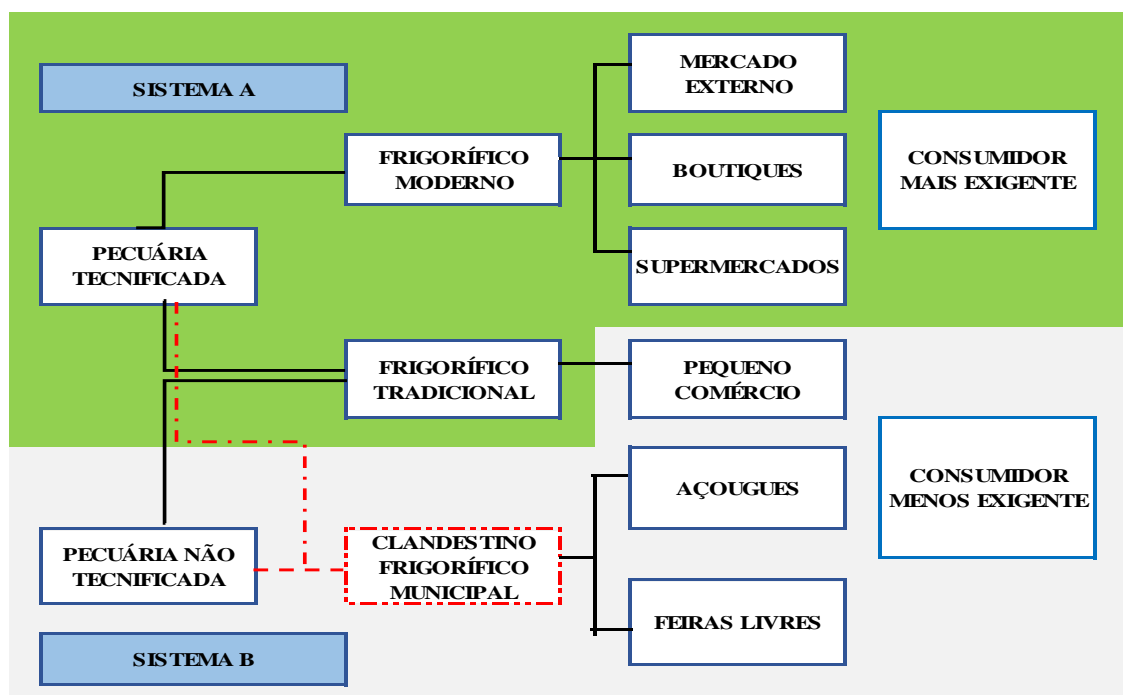 SISTEMA A
MERCADO
EXTERNO
FRIGORÍFICO
MODERNO
BOUTIQUES
CONSUMIDOR
MAIS EXIGENTE
PECUÁRIA
TECNIFICADA
SUPERMERCADOS
FRIGORÍFICO
TRADICIONAL
PEQUENO
COMÉRCIO
AÇOUGUES
CONSUMIDOR
MENOS EXIGENTE
PECUÁRIA NÃO
TECNIFICADA
CLANDESTINO
FRIGORÍFICO
MUNICIPAL
FEIRAS LIVRES
SISTEMA B